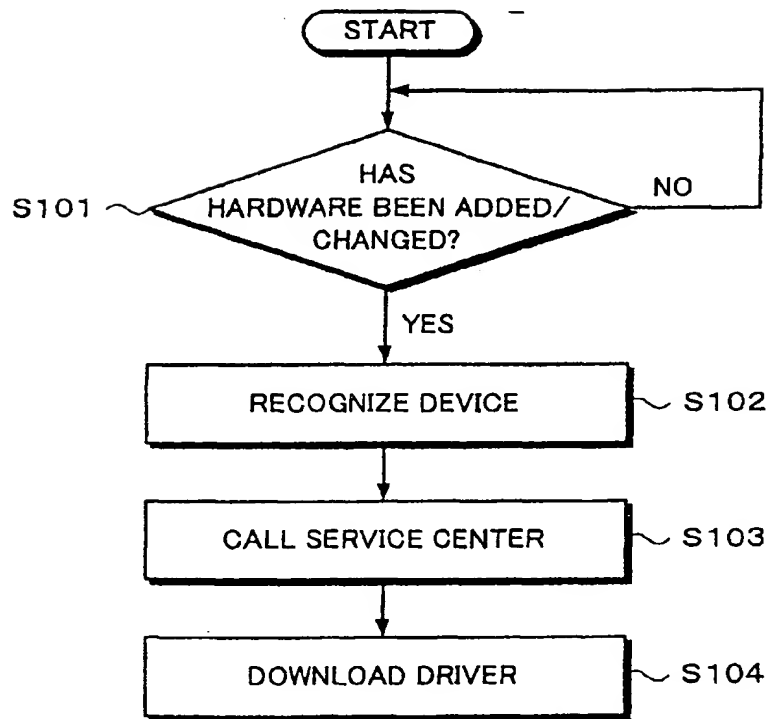 START
HAS
HARDWARE BEEN ADDED/
CHANGED?
S101
NO
YES
RECOGNIZE DEVICE
S102
CALL SERVICE CENTER
S103
DOWNLOAD DRIVER
S104